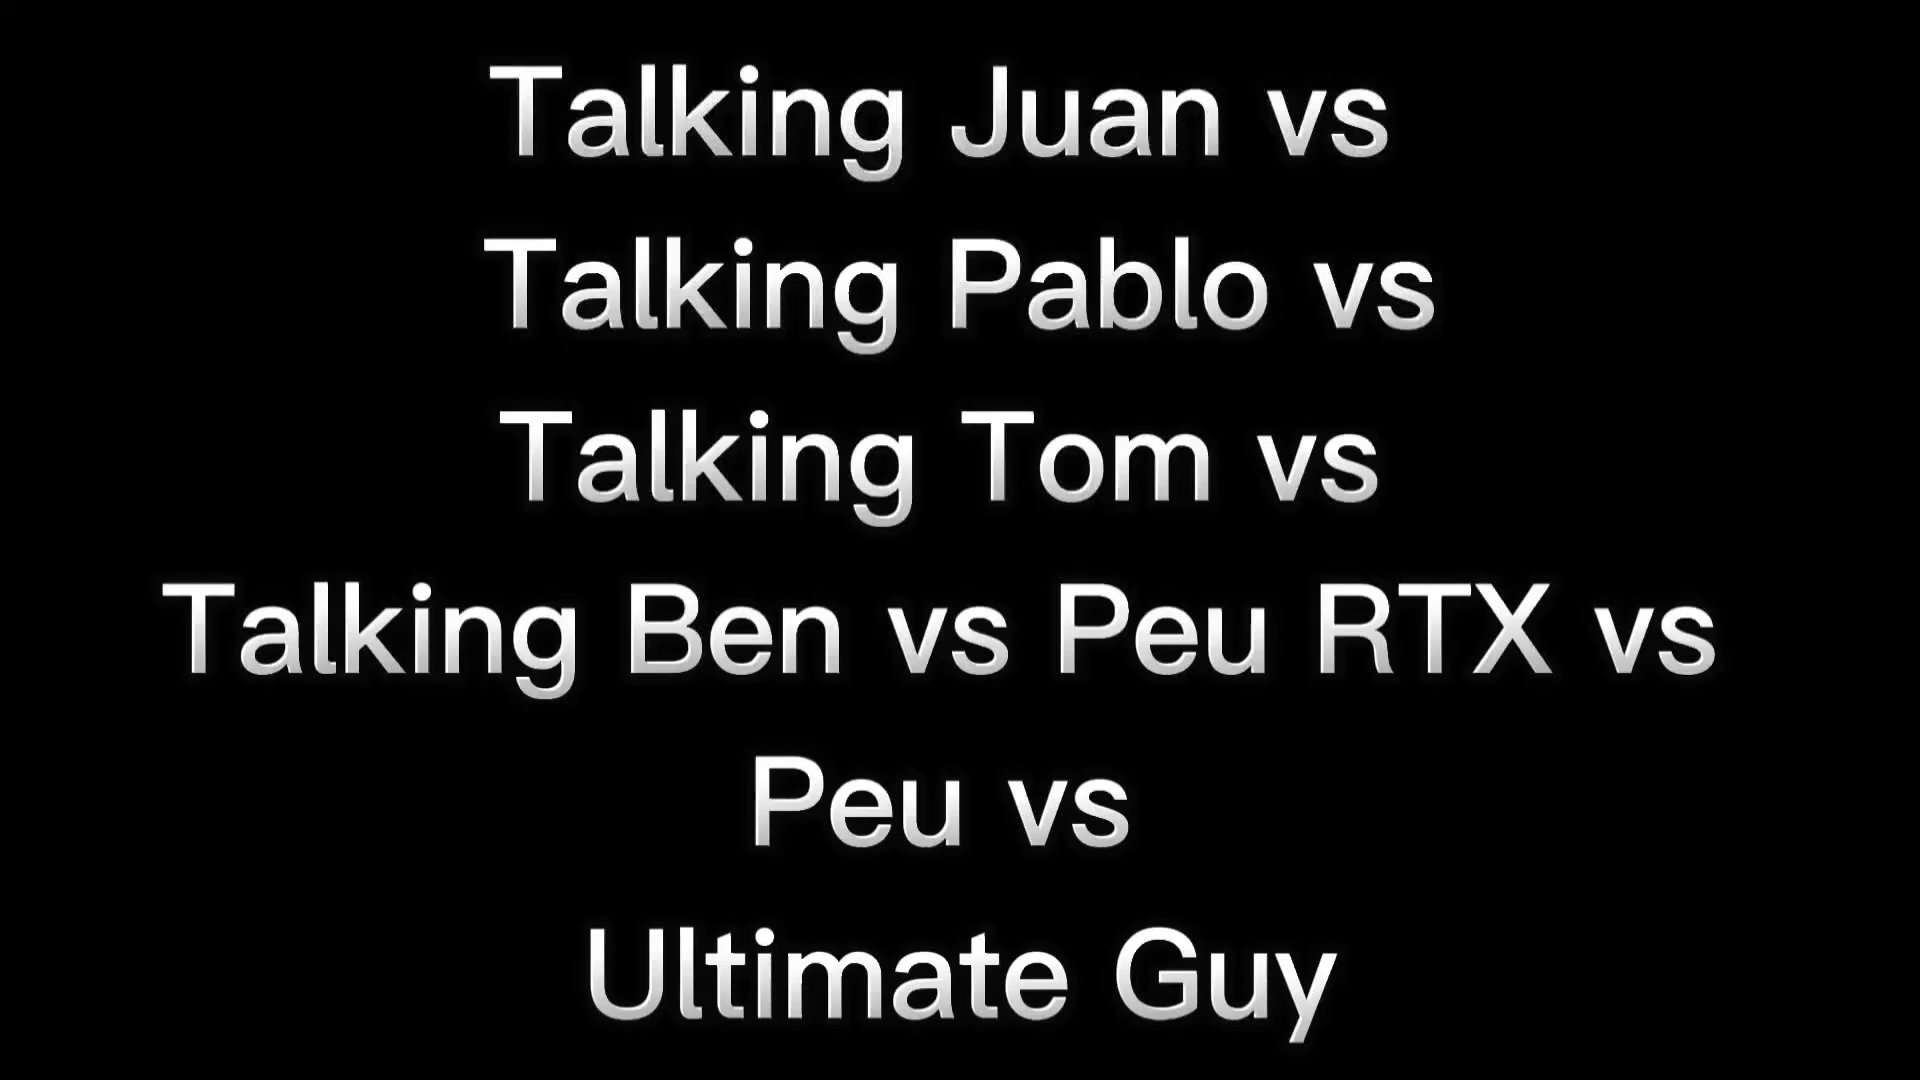 Talking Juan vs
Talking Pablo vs
Talking Tom vs
Talking Ben vs Peu RTX vs
Peu vs
Ultimate Guy